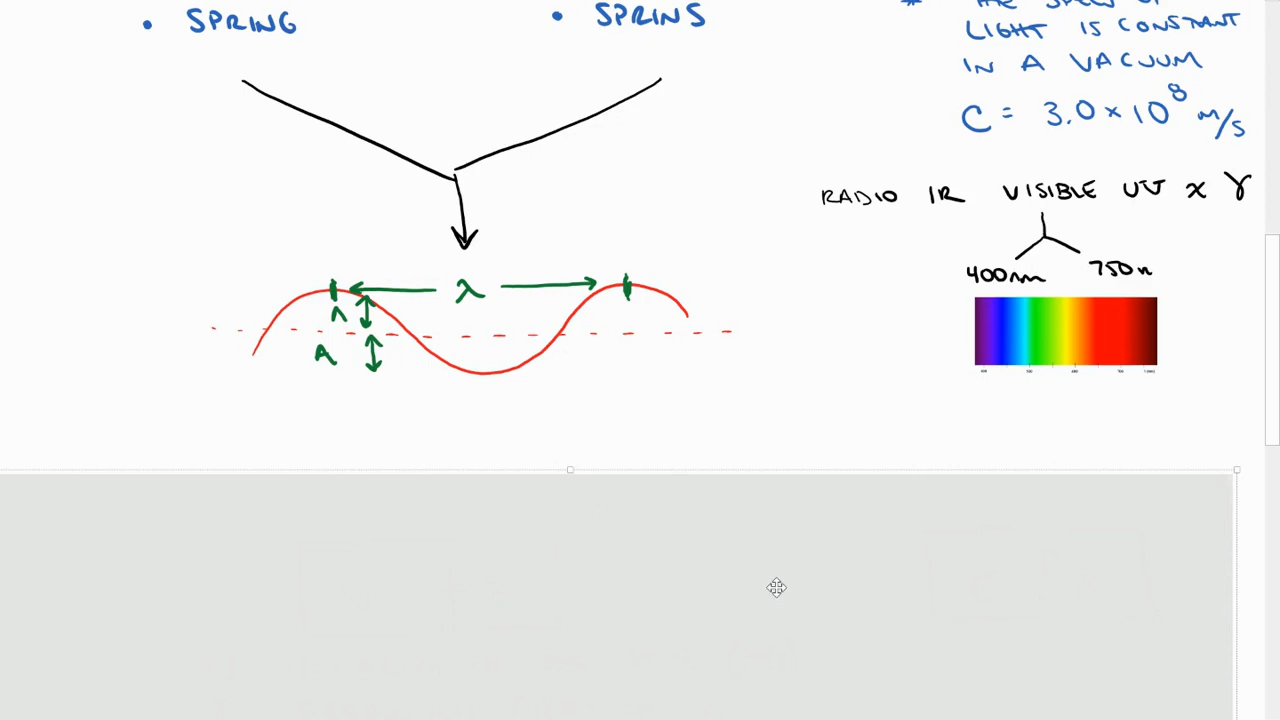 • SPRING
• SPRINS
LIGHT IS CONSTANT
IN A VACUUM
C = 3.0 × 10⁸ m/s
RADIO IR VISIBLE UV X γ
400nm 750n
λ
A
A